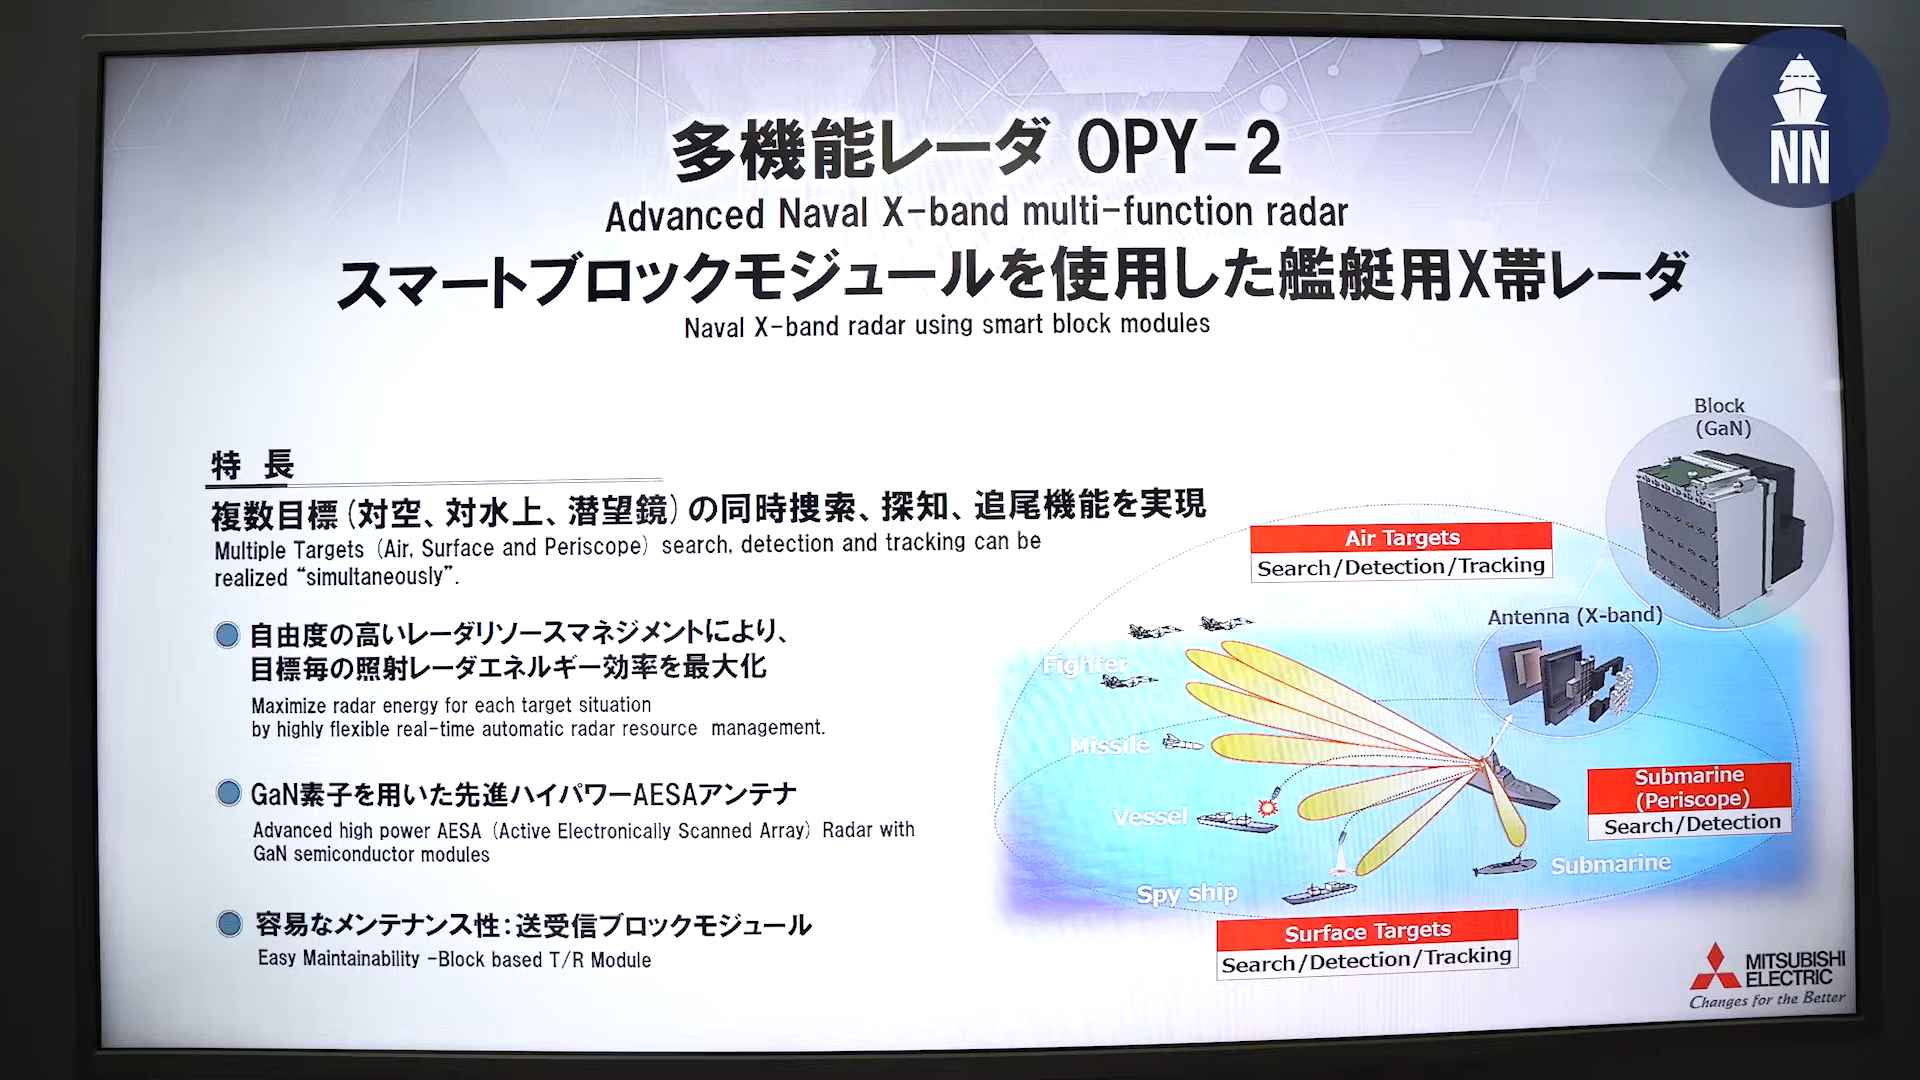 NN
多機能レーダ OPY-2
Advanced Naval X-band multi-function radar
スマートブロックモジュールを使用した艦艇用X帯レーダ
Naval X-band radar using smart block modules
特 長
複数目標(対空、対水上、潜望鏡)の同時捜索、探知、追尾機能を実現
Multiple Targets (Air, Surface and Periscope) search, detection and tracking can be
realized “simultaneously”.
自由度の高いレーダリソースマネジメントにより、
目標毎の照射レーダエネルギー効率を最大化
Maximize radar energy for each target situation
by highly flexible real-time automatic radar resource management.
GaN素子を用いた先進ハイパワーAESAアンテナ
Advanced high power AESA (Active Electronically Scanned Array) Radar with
GaN semiconductor modules
容易なメンテナンス性:送受信ブロックモジュール
Easy Maintainability -Block based T/R Module
Block
(GaN)
Air Targets
Search/Detection/Tracking
Antenna (X-band)
Fighter
Missile
Vessel
Spy ship
Submarine
(Periscope)
Search/Detection
Submarine
Surface Targets
Search/Detection/Tracking
MITSUBISHI
ELECTRIC
Changes for the Better